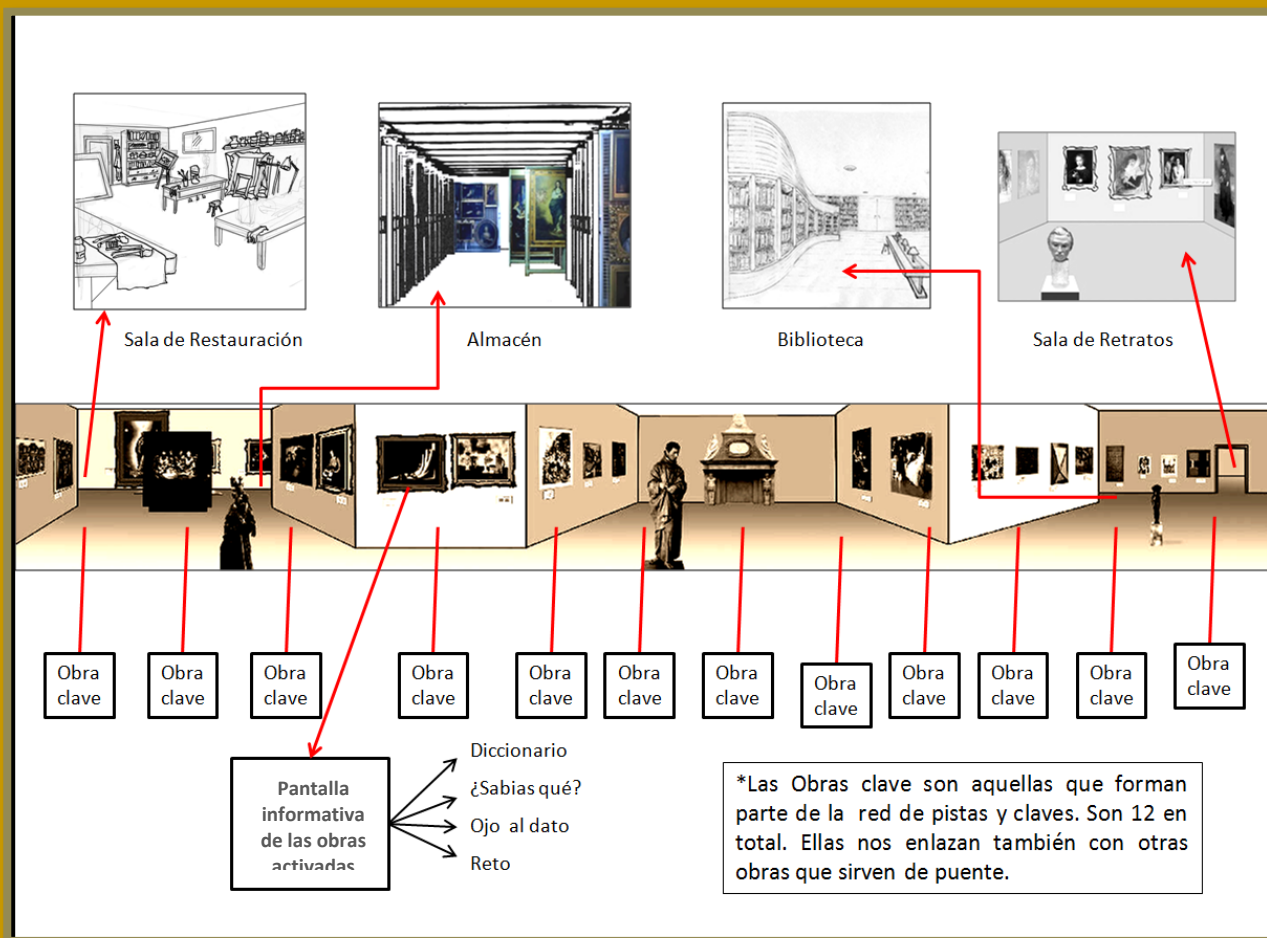 Sala de Restauración
Almacén
Biblioteca
Sala de Retratos
Obra
clave
Obra
clave
Obra
clave
Obra
clave
Obra
clave
Obra
clave
Obra
clave
Obra
clave
Obra
clave
Obra
clave
Obra
clave
Obra
clave
Pantalla
informativa
de las obras
activadas
Diccionario
¿Sabias qué?
Ojo al dato
Reto
*Las Obras clave son aquellas que forman
parte de la red de pistas y claves. Son 12 en
total. Ellas nos enlazan también con otras
obras que sirven de puente.